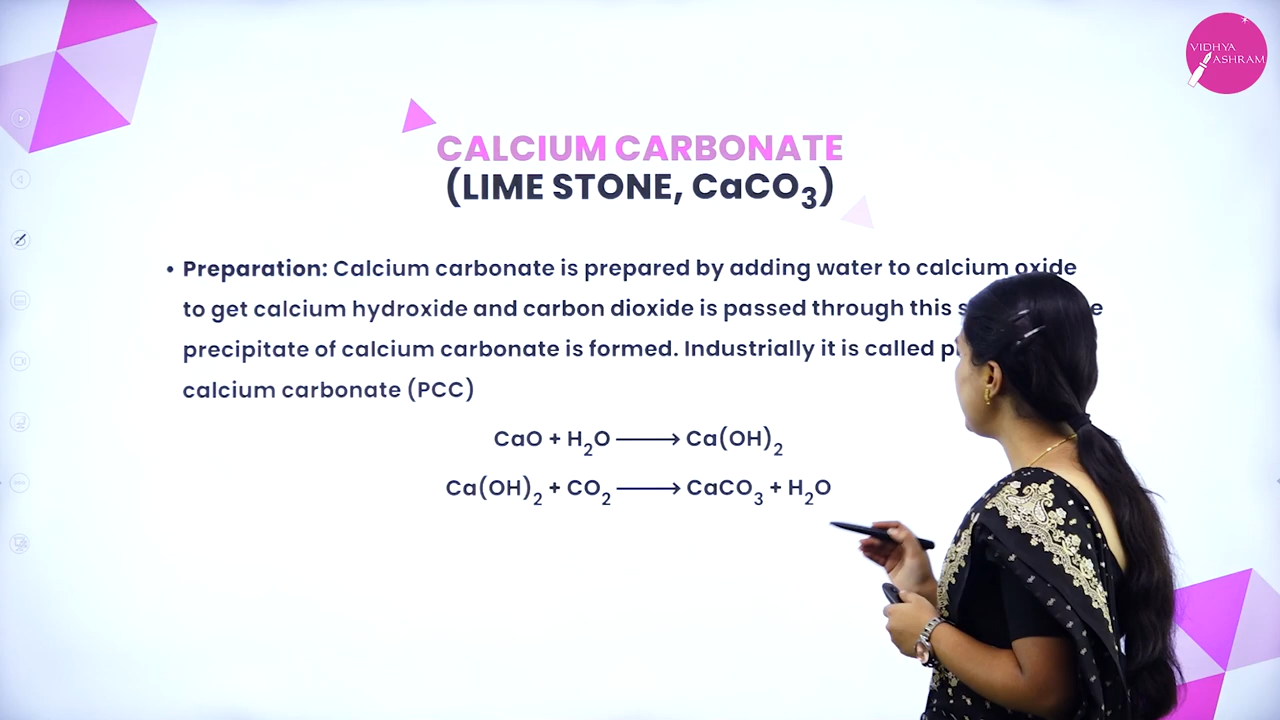 VIDHYA
ASHRAM
CALCIUM CARBONATE
(LIME STONE, CaCO₃)
• Preparation: Calcium carbonate is prepared by adding water to calcium oxide
to get calcium hydroxide and carbon dioxide is passed through this
precipitate of calcium carbonate is formed. Industrially it is called
calcium carbonate (PCC)
CaO + H₂O ⟶ Ca(OH)₂
Ca(OH)₂ + CO₂ ⟶ CaCO₃ + H₂O